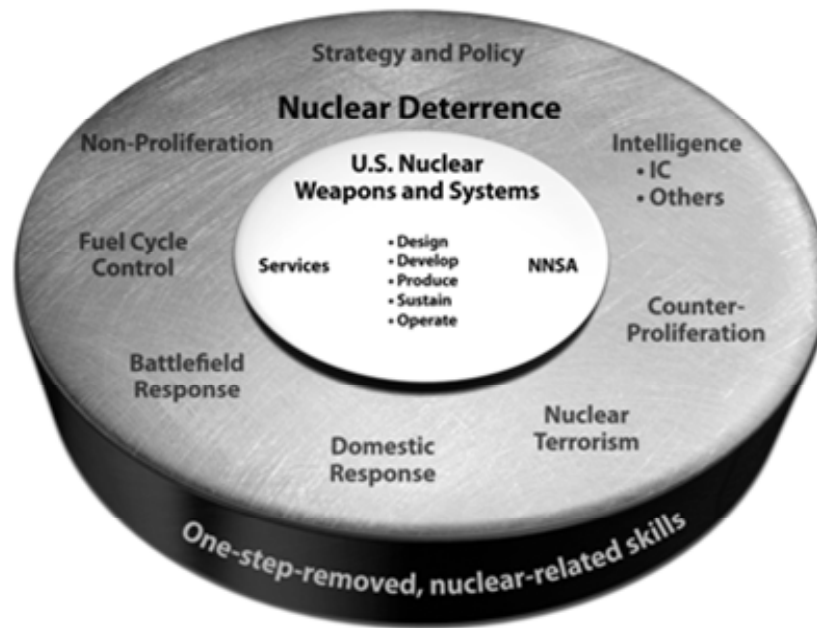 Strategy and Policy
Nuclear Deterrence
Non-Proliferation
Intelligence
• IC
• Others
U.S. Nuclear
Weapons and Systems
Fuel Cycle
Control
Services
• Design
• Develop
• Produce
• Sustain
• Operate
NNSA
Counter-
Proliferation
Battlefield
Response
Nuclear
Terrorism
Domestic
Response
One-step-removed, nuclear-related skills